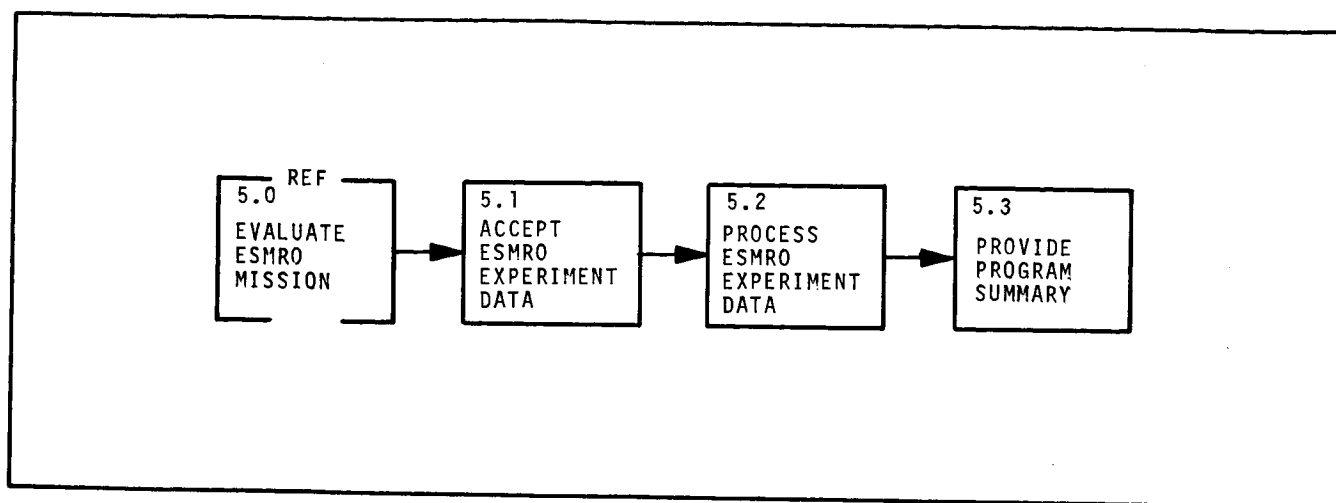 REF
5.0
EVALUATE
ESMRO
MISSION
5.1
ACCEPT
ESMRO
EXPERIMENT
DATA
5.2
PROCESS
ESMRO
EXPERIMENT
DATA
5.3
PROVIDE
PROGRAM
SUMMARY